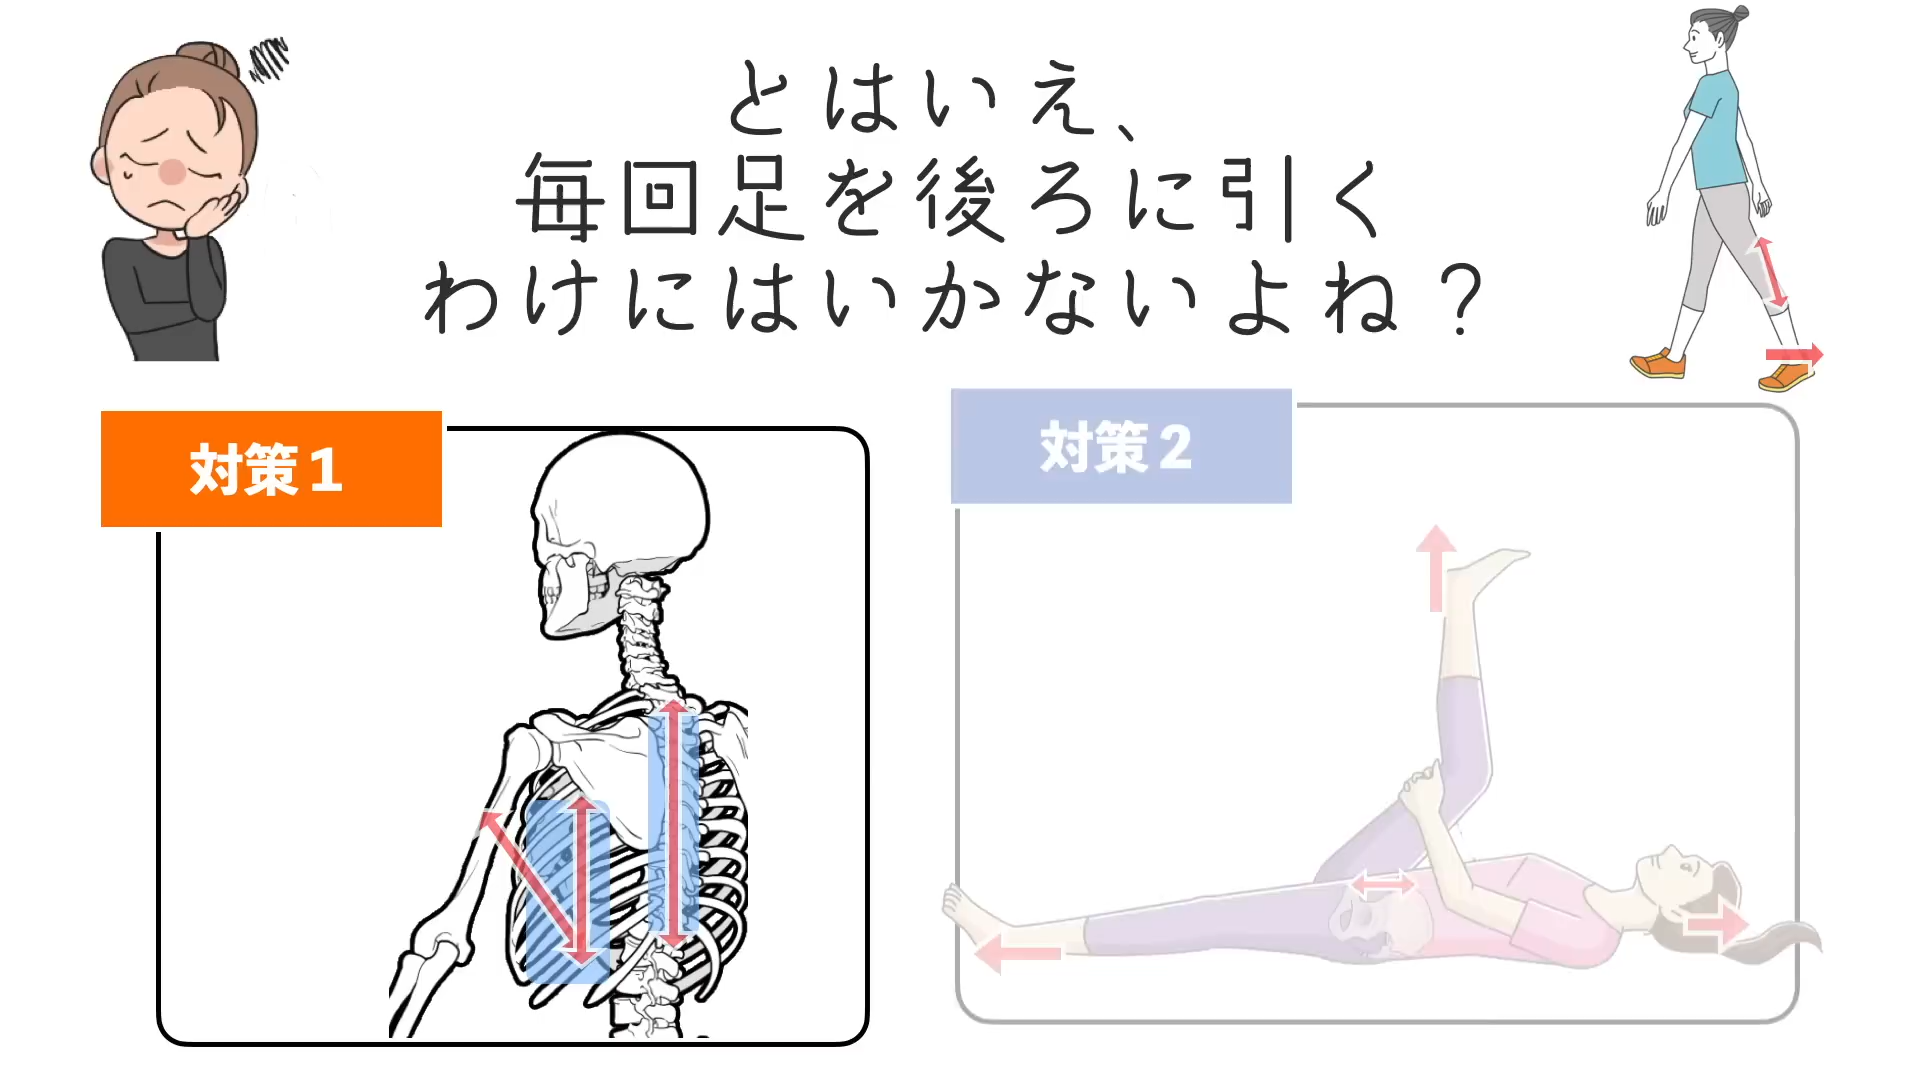 とはいえ、
毎回足を後ろに引く
わけにはいかないよね？
対策１
対策２